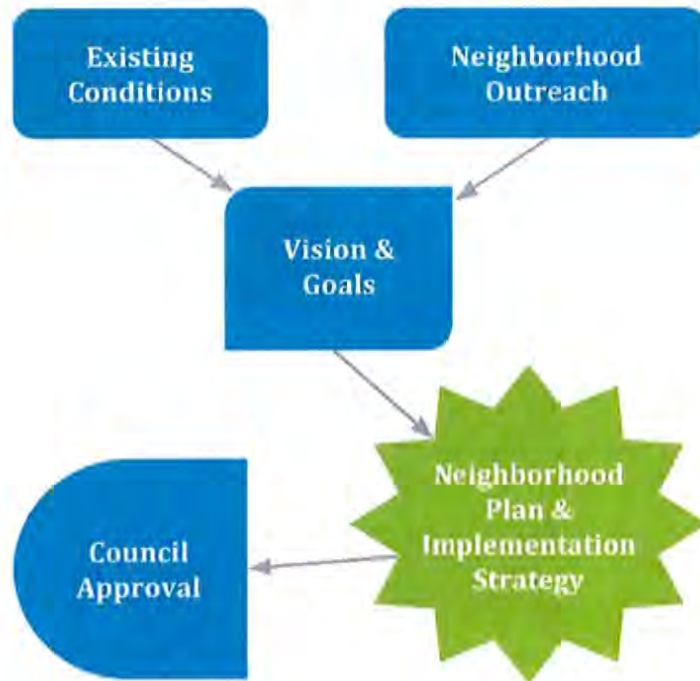 Existing
Conditions
Neighborhood
Outreach
Vision &
Goals
Neighborhood
Plan &
Implementation
Strategy
Council
Approval